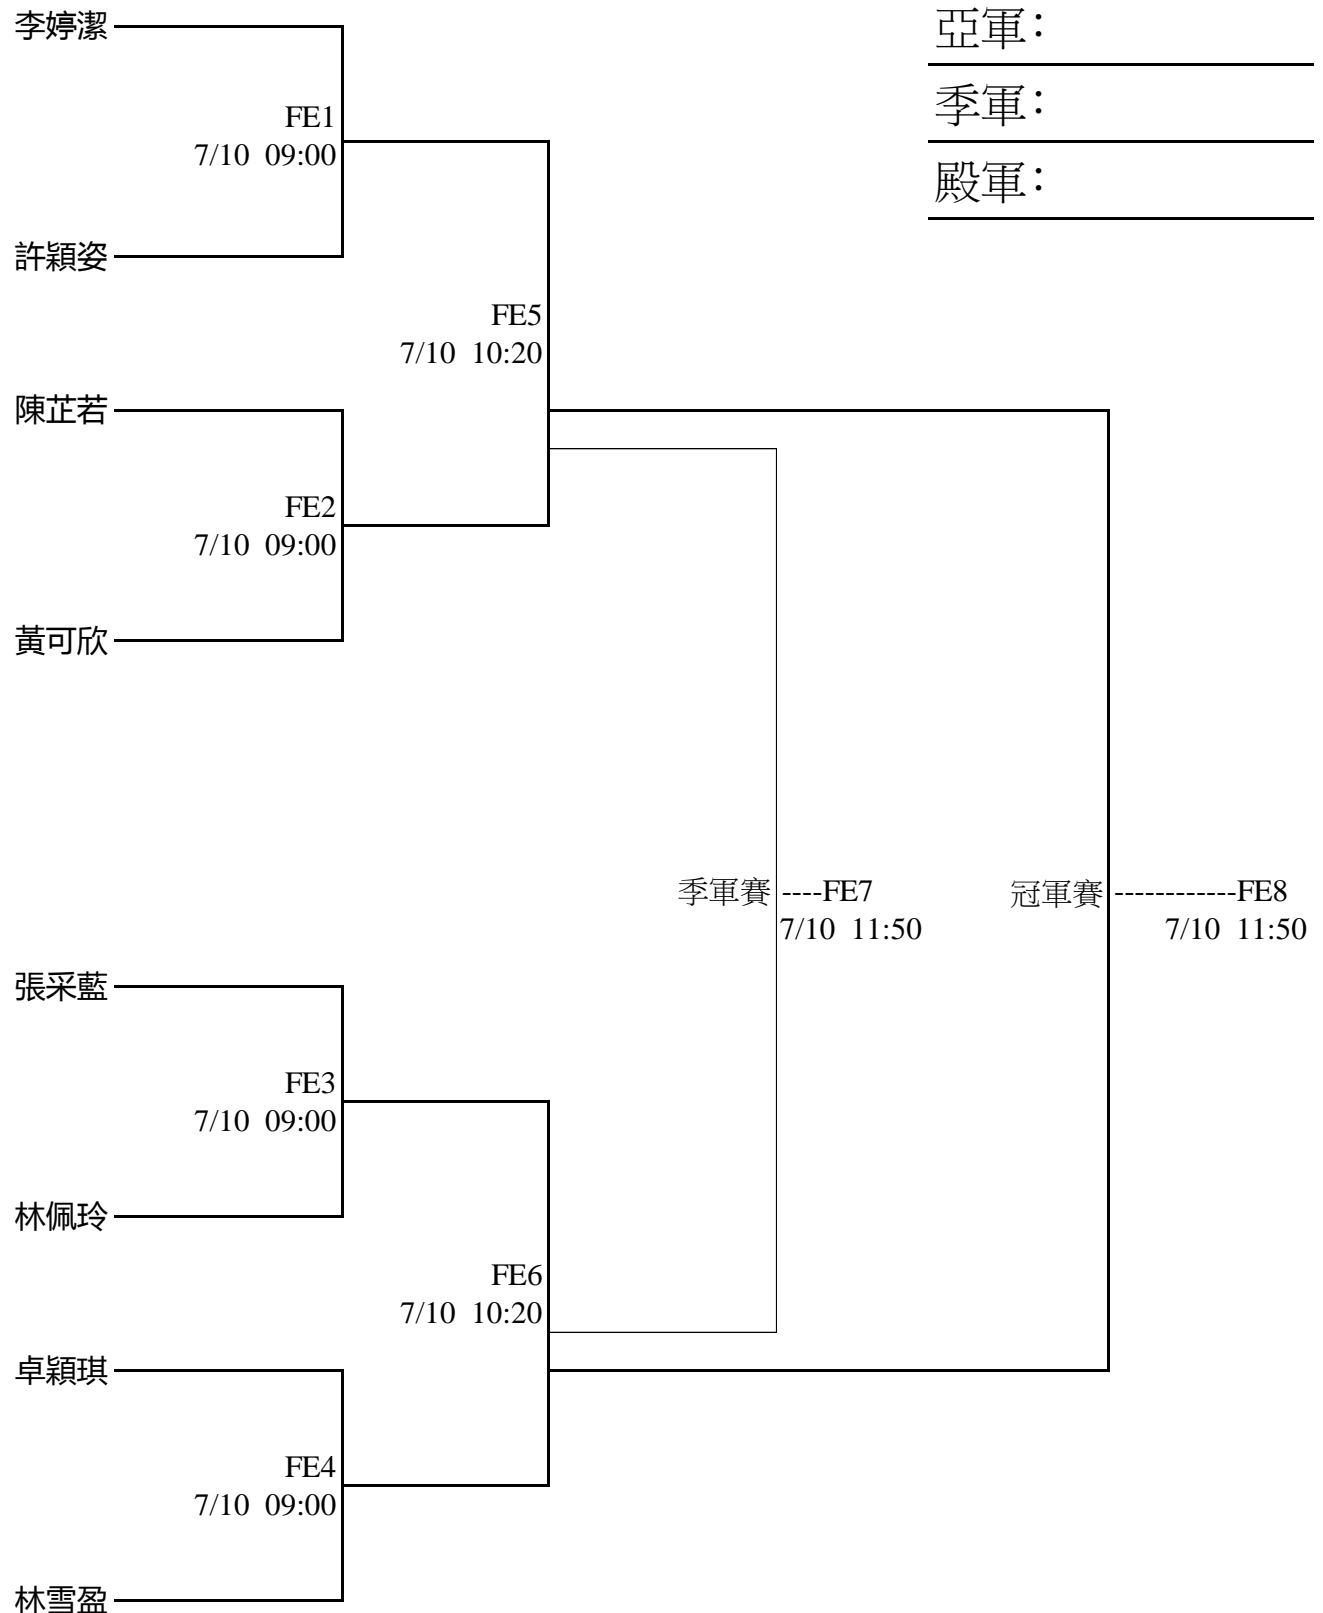 李婷潔
亞軍：
FE1
季軍：
7/10 09:00
殿軍：
許穎姿
FE5
7/10 10:20
陳芷若
FE2
7/10 09:00
黃可欣
季軍賽 ----FE7
7/10 11:50
冠軍賽 ------------FE8
7/10 11:50
張采藍
FE3
7/10 09:00
林佩玲
FE6
7/10 10:20
卓穎琪
FE4
7/10 09:00
林雪盈